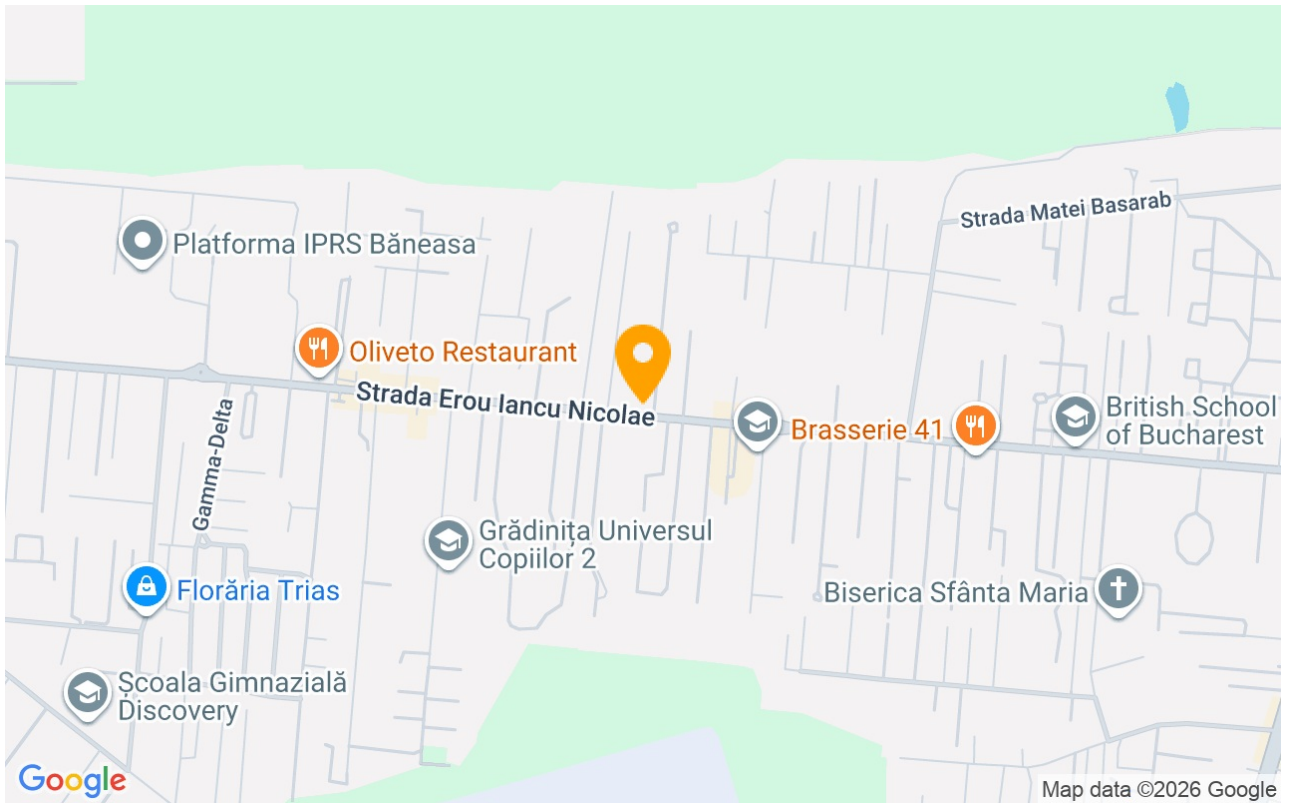 Strada Matei Basarab
Platforma IPRS Băneasa
Oliveto Restaurant
Strada Erou Iancu Nicolae
Brasserie 41
British School
of Bucharest
Gamma-Delta
Grădinița Universul
Copiilor 2
Florăria Trias
Biserica Sfânta Maria
Școala Gimnazială
Discovery
Google
Map data ©2026 Google